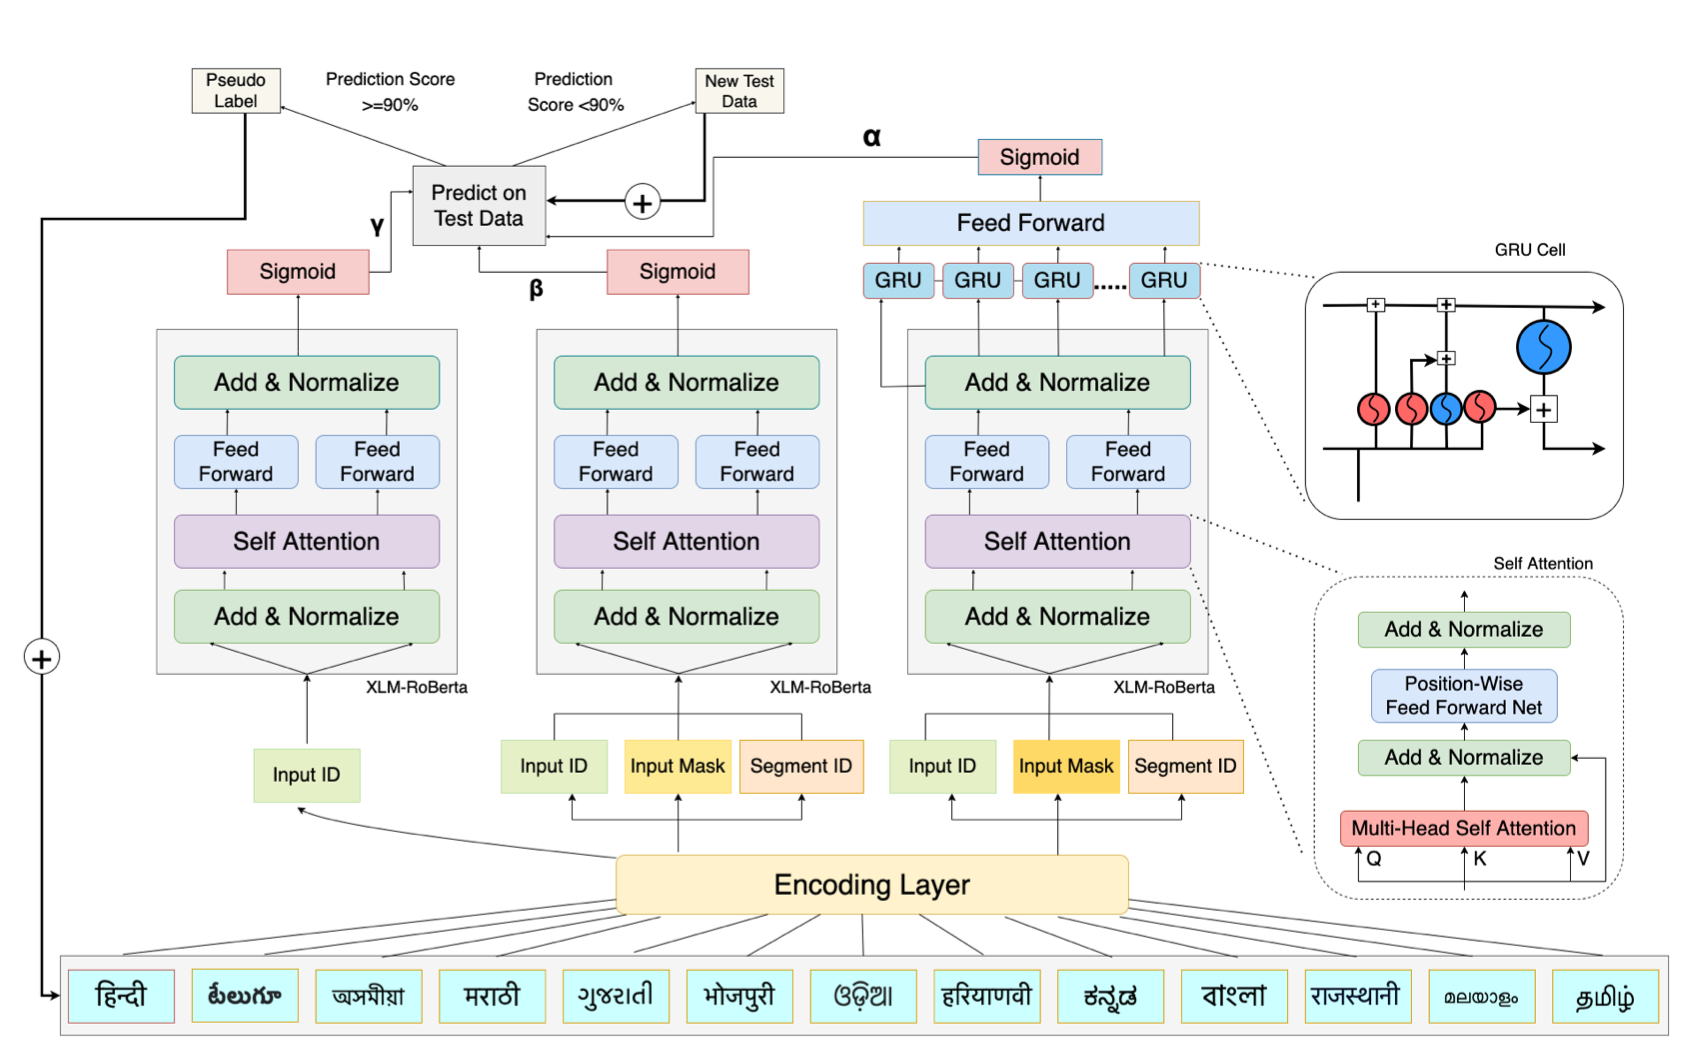 Pseudo
Label
Prediction Score
>=90%
Prediction
Score <90%
New Test
Data
α
Sigmoid
Predict on
Test Data
+
γ
Feed Forward
Sigmoid
β
Sigmoid
GRU
GRU
GRU
.....
GRU
GRU Cell
+
+
+
+
Add & Normalize
Feed
Forward
Feed
Forward
Self Attention
Add & Normalize
XLM-RoBerta
Add & Normalize
Feed
Forward
Feed
Forward
Self Attention
Add & Normalize
XLM-RoBerta
Add & Normalize
Feed
Forward
Feed
Forward
Self Attention
Add & Normalize
XLM-RoBerta
Self Attention
Add & Normalize
Position-Wise
Feed Forward Net
Add & Normalize
Multi-Head Self Attention
Q
K
V
+
Input ID
Input ID
Input Mask
Segment ID
Input ID
Input Mask
Segment ID
Encoding Layer
हिन्दी
టేలుగూ
অসমীয়া
मराठी
ગુજરાતી
भोजपुरी
ଓଡ଼ିଆ
हरियाणवी
ಕನ್ನಡ
বাংলা
राजस्थानी
മലയാളം
தமிழ்